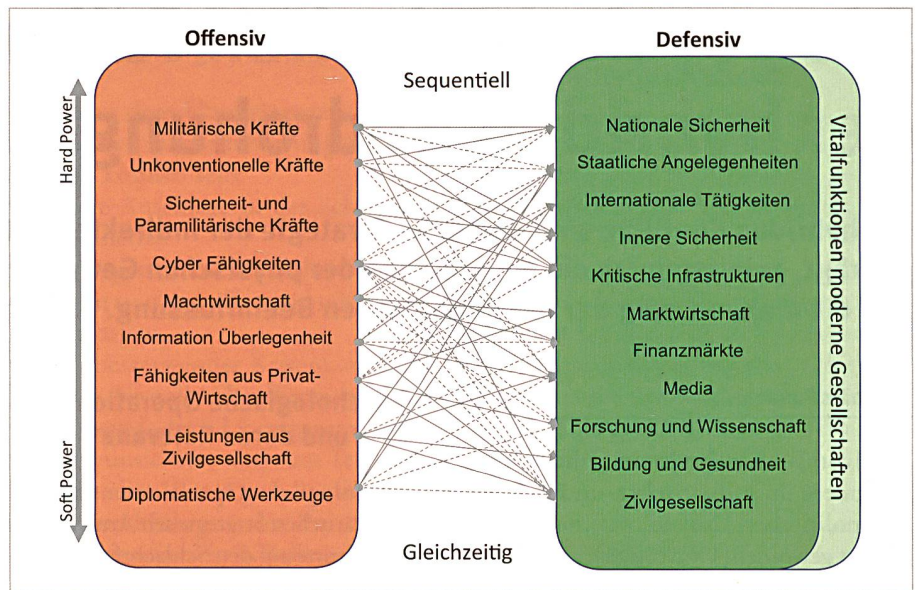 Offensiv
Defensiv
Sequentiell
Hard Power
Soft Power
Militärische Kräfte
Unkonventionelle Kräfte
Sicherheit- und
Paramilitärische Kräfte
Cyber Fähigkeiten
Machtwirtschaft
Information Überlegenheit
Fähigkeiten aus Privat-
Wirtschaft
Leistungen aus
Zivilgesellschaft
Diplomatische Werkzeuge
Nationale Sicherheit
Staatliche Angelegenheiten
Internationale Tätigkeiten
Innere Sicherheit
Kritische Infrastrukturen
Marktwirtschaft
Finanzmärkte
Media
Forschung und Wissenschaft
Bildung und Gesundheit
Zivilgesellschaft
Vitalfunktionen moderne Gesellschaften
Gleichzeitig